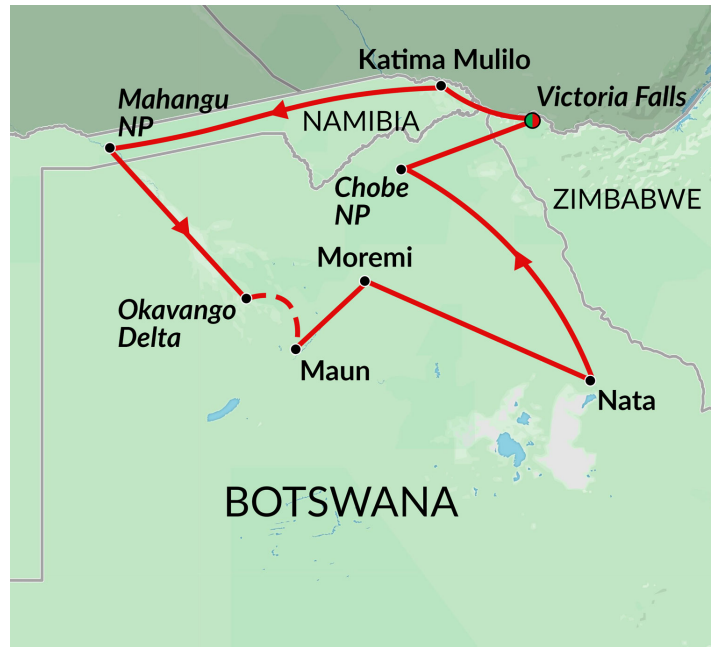 Katima Mulilo
Mahangu
NP
Victoria Falls
NAMIBIA
Chobe
NP
ZIMBABWE
Moremi
Okavango
Delta
Maun
Nata
BOTSWANA